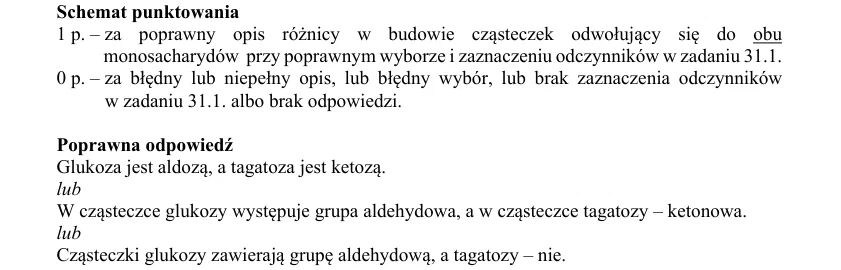 Schemat punktowania
1 p. – za poprawny opis różnicy w budowie cząsteczek odwołujący się do obu
monosacharydów przy poprawnym wyborze i zaznaczeniu odczynników w zadaniu 31.1.
0 p. – za błędny lub niepełny opis, lub błędny wybór, lub brak zaznaczenia odczynników
w zadaniu 31.1. albo brak odpowiedzi.
Poprawna odpowiedź
Glukoza jest aldozą, a tagatoza jest ketozą.
lub
W cząsteczce glukozy występuje grupa aldehydowa, a w cząsteczce tagatozy – ketonowa.
lub
Cząsteczki glukozy zawierają grupę aldehydową, a tagatozy – nie.